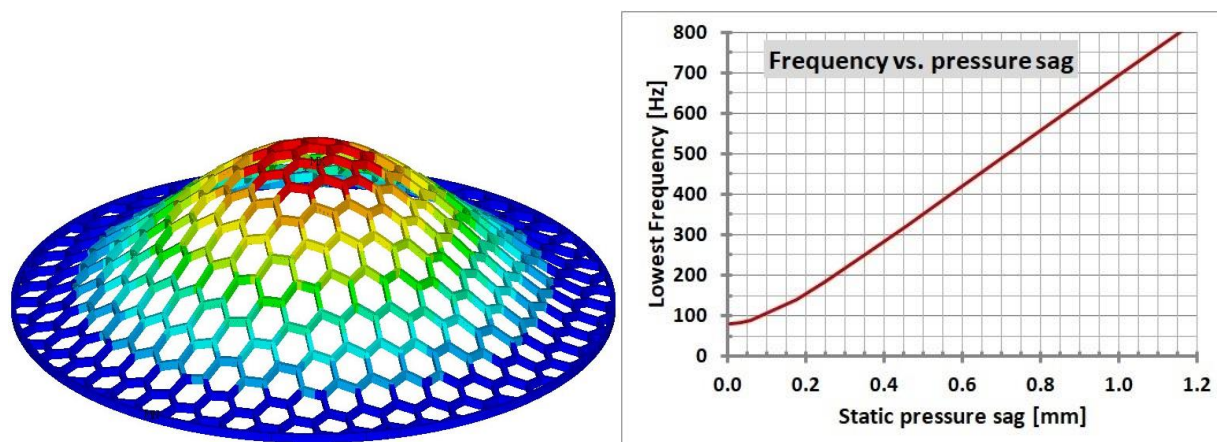 Frequency vs. pressure sag
Lowest Frequency [Hz]
800
700
600
500
400
300
200
100
0
0.0 0.2 0.4 0.6 0.8 1.0 1.2
Static pressure sag [mm]